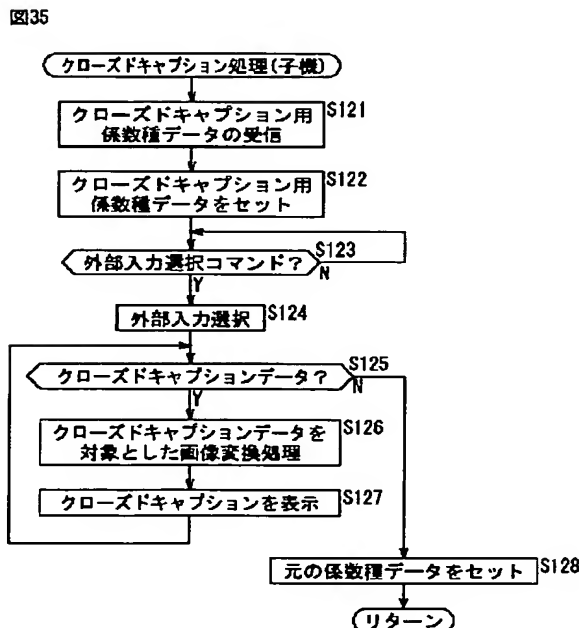 図35
クローズドキャプション処理(子機)
クローズドキャプション用
係数種データの受信
S121
クローズドキャプション用
係数種データをセット
S122
外部入力選択コマンド?
S123
N
Y
外部入力選択
S124
クローズドキャプションデータ?
S125
N
Y
クローズドキャプションデータを
対象とした画像変換処理
S126
クローズドキャプションを表示
S127
元の係数種データをセット
S128
リターン